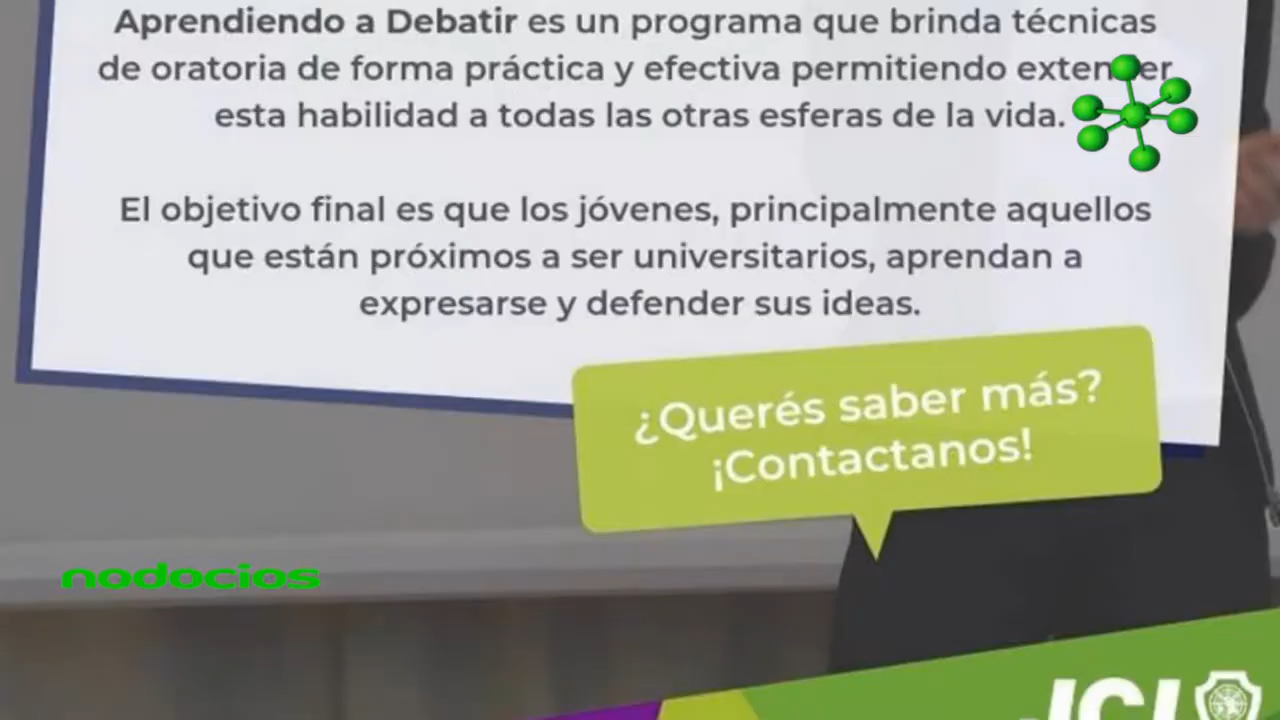 Aprendiendo a Debatir es un programa que brinda técnicas
de oratoria de forma práctica y efectiva permitiendo extender
esta habilidad a todas las otras esferas de la vida.
El objetivo final es que los jóvenes, principalmente aquellos
que están próximos a ser universitarios, aprendan a
expresarse y defender sus ideas.
¿Querés saber más?
¡Contactanos!
nodocios
JCI